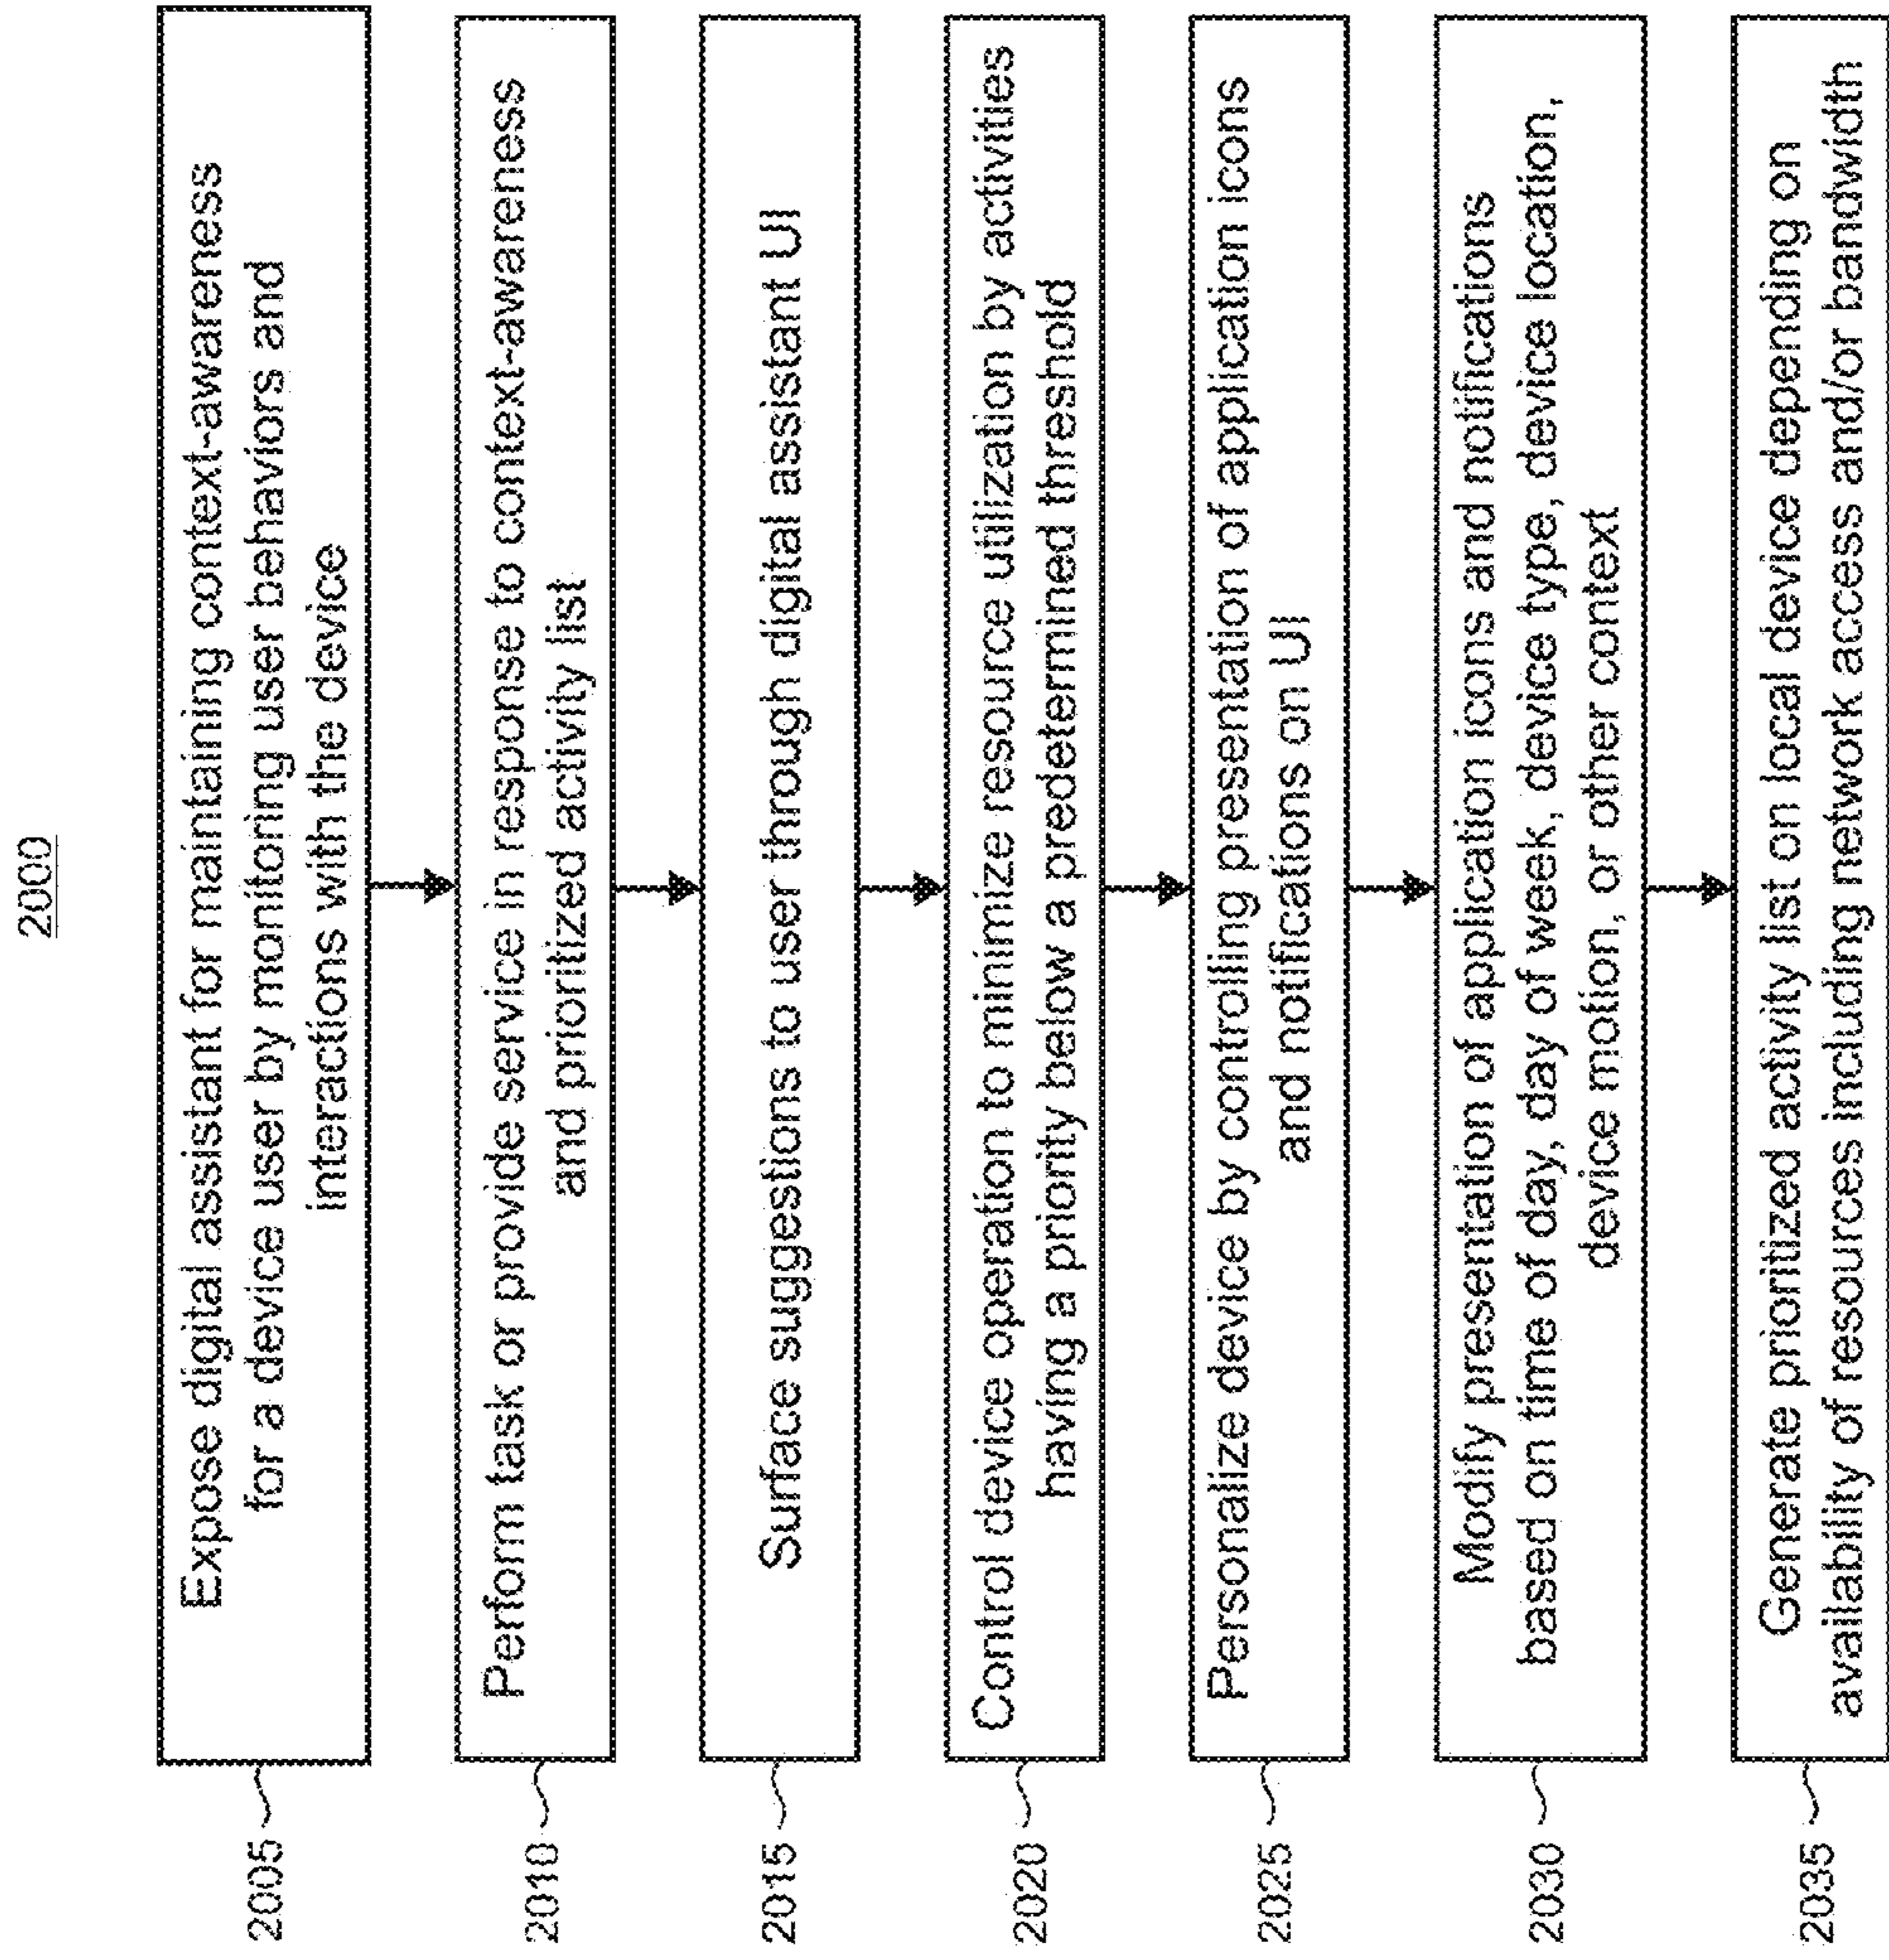 2000
2005
Expose digital assistant for maintaining context-awareness
for a device user by monitoring user behaviors and
interactions with the device
2010
Perform task or provide service in response to context-awareness
and prioritized activity list
2015
Surface suggestions to user through digital assistant UI
2020
Control device operation to minimize resource utilization by activities
having a priority below a predetermined threshold
2025
Personalize device by controlling presentation of application icons
and notifications on UI
2030
Modify presentation of application icons and notifications
based on time of day, day of week, device type, device location,
device motion, or other context
2035
Generate prioritized activity list on local device depending on
availability of resources including network access and/or bandwidth